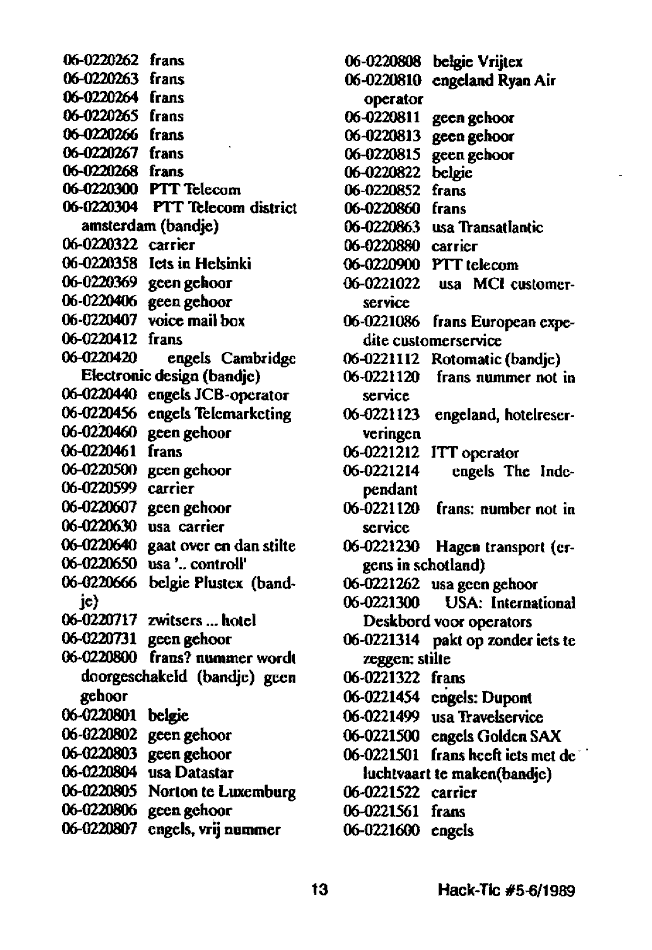 06-0220262 frans
06-0220263 frans
06-0220264 frans
06-0220265 frans
06-0220266 frans
06-0220267 frans
06-0220268 frans
06-0220300 PTT Telecom
06-0220304 PTT Telecom district
amsterdam (bandje)
06-0220322 carrier
06-0220358 Iets in Helsinki
06-0220369 geen gehoor
06-0220406 geen gehoor
06-0220407 voice mail box
06-0220412 frans
06-0220420 engels Cambridge
Electronic design (bandje)
06-0220440 engels JCB-operator
06-0220456 engels Telemarketing
06-0220460 geen gehoor
06-0220461 frans
06-0220500 geen gehoor
06-0220599 carrier
06-0220607 geen gehoor
06-0220630 usa carrier
06-0220640 gaat over en dan stilte
06-0220650 usa '.. controll'
06-0220666 belgie Plustex (band-
je)
06-0220717 zwitsers ... hotel
06-0220731 geen gehoor
06-0220800 frans? nummer wordt
doorgeschakeld (bandje) geen
gehoor
06-0220801 belgie
06-0220802 geen gehoor
06-0220803 geen gehoor
06-0220804 usa Datastar
06-0220805 Norton te Luxemburg
06-0220806 geen gehoor
06-0220807 engels, vrij nummer
06-0220808 belgie Vrijtex
06-0220810 engeland Ryan Air
operator
06-0220811 geen gehoor
06-0220813 geen gehoor
06-0220815 geen gehoor
06-0220822 belgie
06-0220852 frans
06-0220860 frans
06-0220863 usa Transatlantic
06-0220880 carrier
06-0220900 PTT telecom
06-0221022 usa MCI customer-
service
06-0221086 frans European expe-
dite customerservice
06-0221112 Rotomatic (bandje)
06-0221120 frans nummer not in
service
06-0221123 engeland, hotelreser-
veringen
06-0221212 ITT operator
06-0221214 engels The Inde-
pendant
06-0221120 frans: number not in
service
06-0221230 Hagen transport (er-
gens in schotland)
06-0221262 usa geen gehoor
06-0221300 USA: International
Deskbord voor operators
06-0221314 pakt op zonder iets te
zeggen: stilte
06-0221322 frans
06-0221454 engels: Dupont
06-0221499 usa Travelservice
06-0221500 engels Golden SAX
06-0221501 frans heeft iets met de
luchtvaart te maken(bandje)
06-0221522 carrier
06-0221561 frans
06-0221600 engels
13 Hack-Tic #5-6/1989